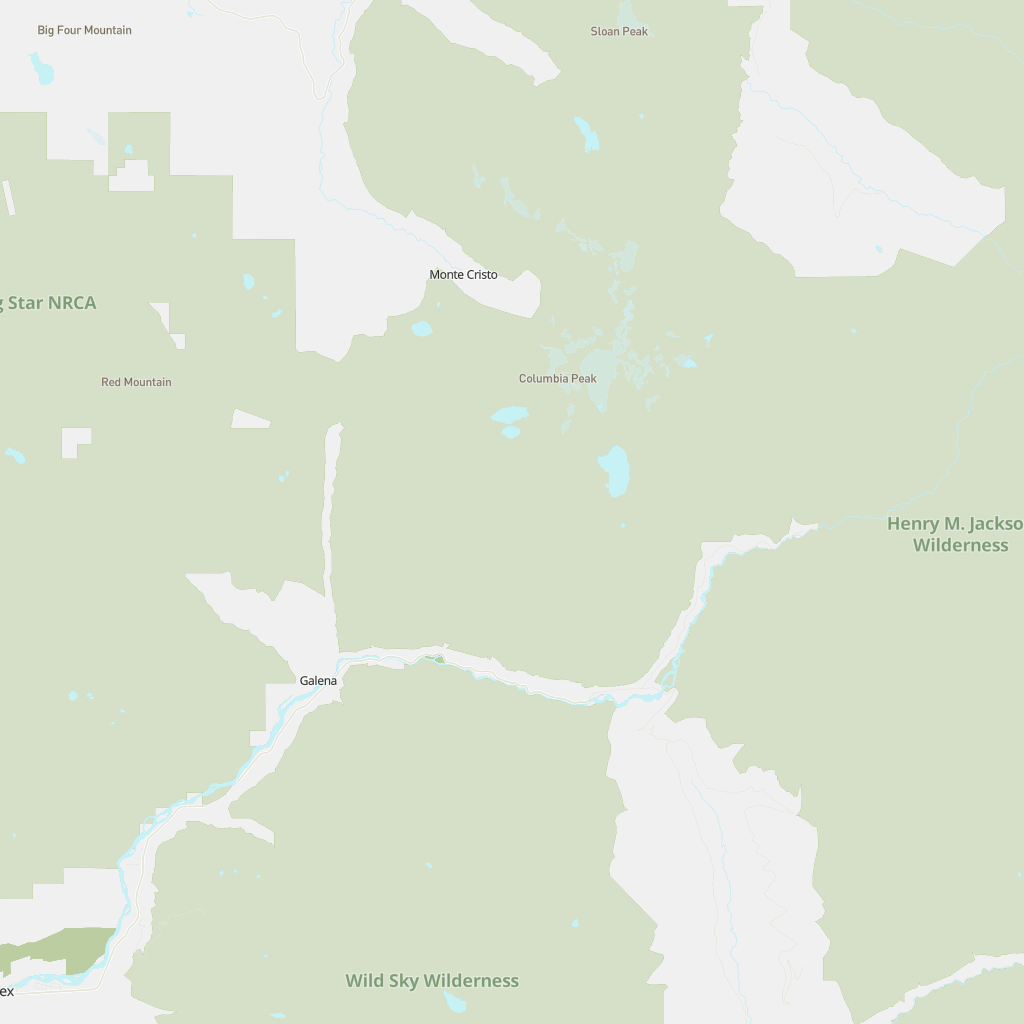 Big Four Mountain
Sloan Peak
Monte Cristo
g Star NRCA
Columbia Peak
Red Mountain
Henry M. Jackso
Wilderness
Galena
Wild Sky Wilderness
ex